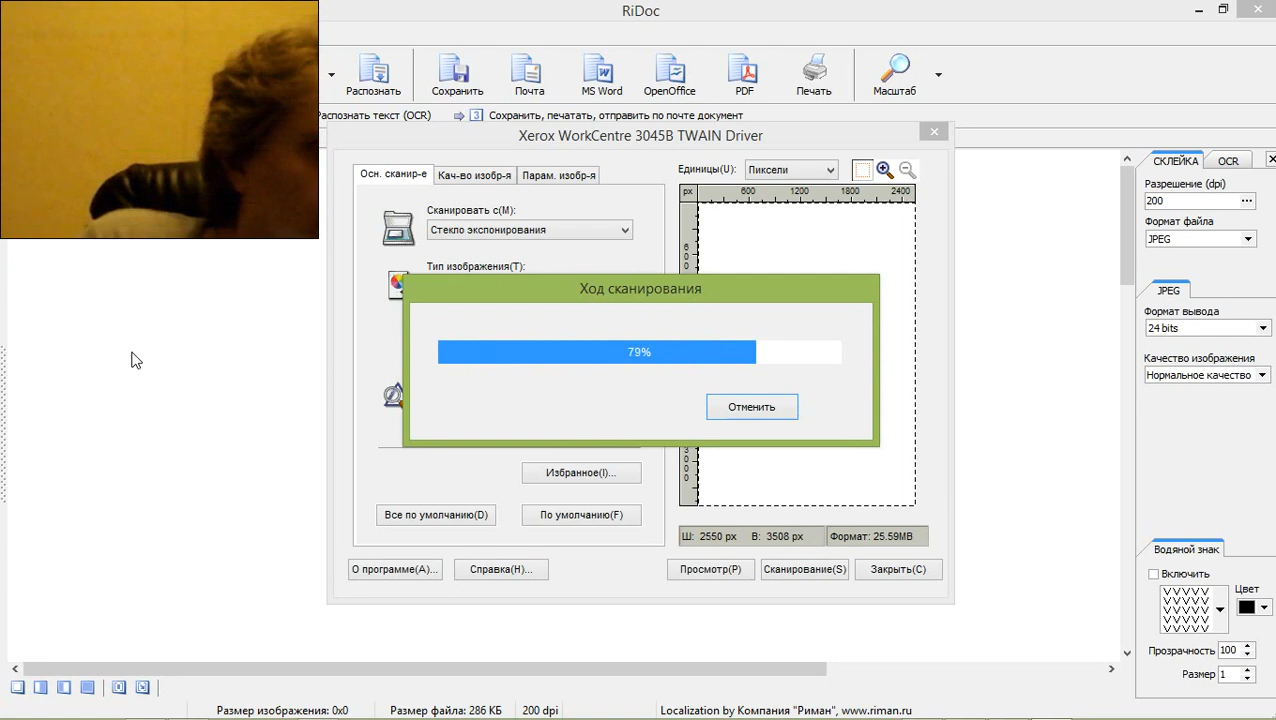 RiDoc
Распознать
Сохранить
Почта
MS Word
OpenOffice
PDF
Печать
Масштаб
Распознать текст (OCR)
3 Сохранить, печатать, отправить по почте документ
Xerox WorkCentre 3045B TWAIN Driver
Осн. сканир-е
Кач-во изобр-я
Парам. изобр-я
Единицы(U):
Пиксели
px
600 1200 1800 2400
Сканировать с(M):
Стекло экспонирования
Тип изображения(T):
Ход сканирования
79%
Отменить
Избранное(I)...
Все по умолчанию(D)
По умолчанию(F)
Ш: 2550 px В: 3508 px
Формат: 25.59MB
О программе(A)...
Справка(H)...
Просмотр(P)
Сканирование(S)
Закрыть(C)
СКЛЕЙКА
OCR
Разрешение (dpi)
200
Формат файла
JPEG
JPEG
Формат вывода
24 bits
Качество изображения
Нормальное качество
Водяной знак
Включить
Цвет
Прозрачность 100
Размер 1
Размер изображения: 0x0
Размер файла: 286 КБ
200 dpi
Localization by Компания "Риман", www.riman.ru